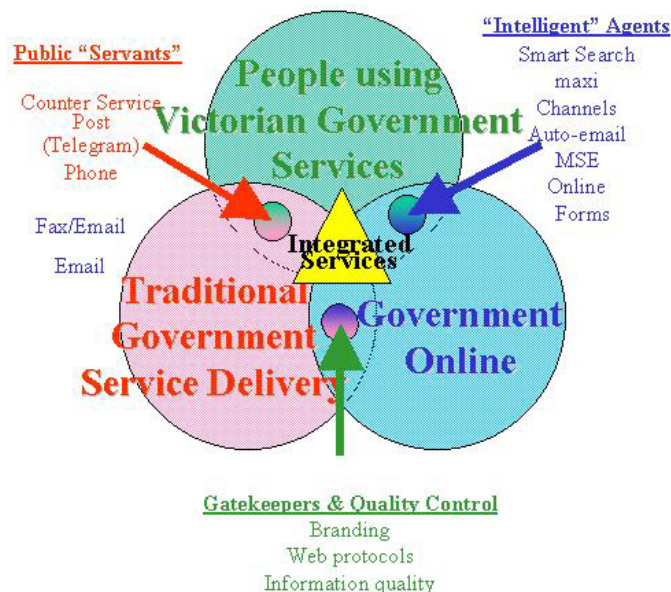 Public "Servants"
Counter Service
Post
(Telegram)
Phone
Fax/Email
Email
"Intelligent" Agents
Smart Search
maxi
Channels
Auto-email
MSE
Online
Forms
People using
Victorian Government
Services
Integrated
Services
Traditional
Government
Service Delivery
Government
Online
Gatekeepers & Quality Control
Branding
Web protocols
Information quality